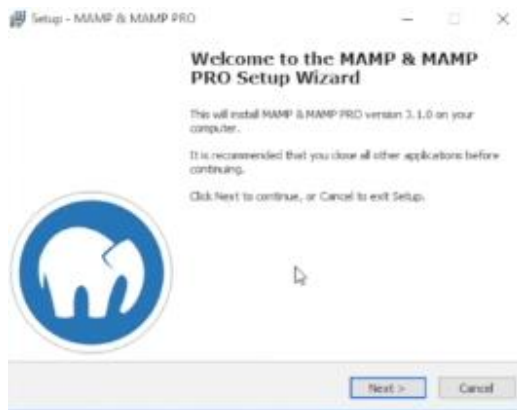 Setup - MAMP & MAMP PRO
Welcome to the MAMP & MAMP
PRO Setup Wizard
This will install MAMP & MAMP PRO version 3.1.0 on your
computer.
It is recommended that you close all other applications before
continuing.
Click Next to continue, or Cancel to exit Setup.
Next >
Cancel